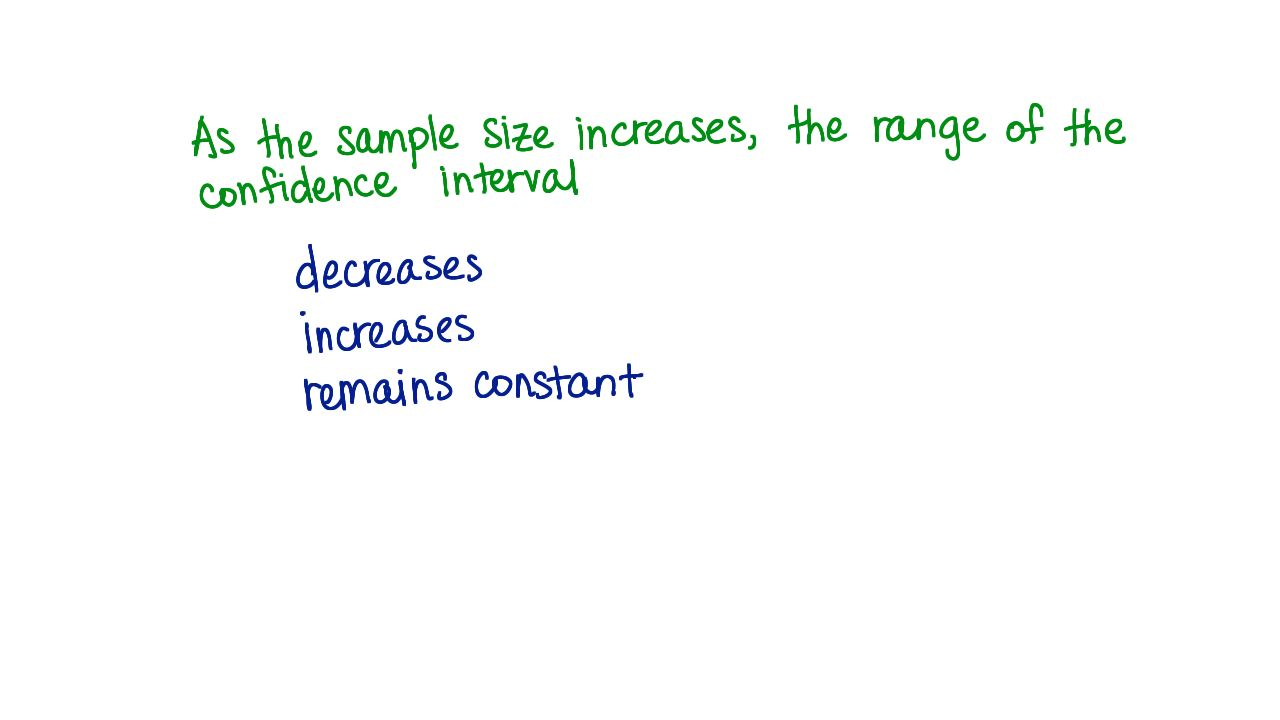 As the sample size increases, the range of the
confidence interval
decreases
increases
remains constant